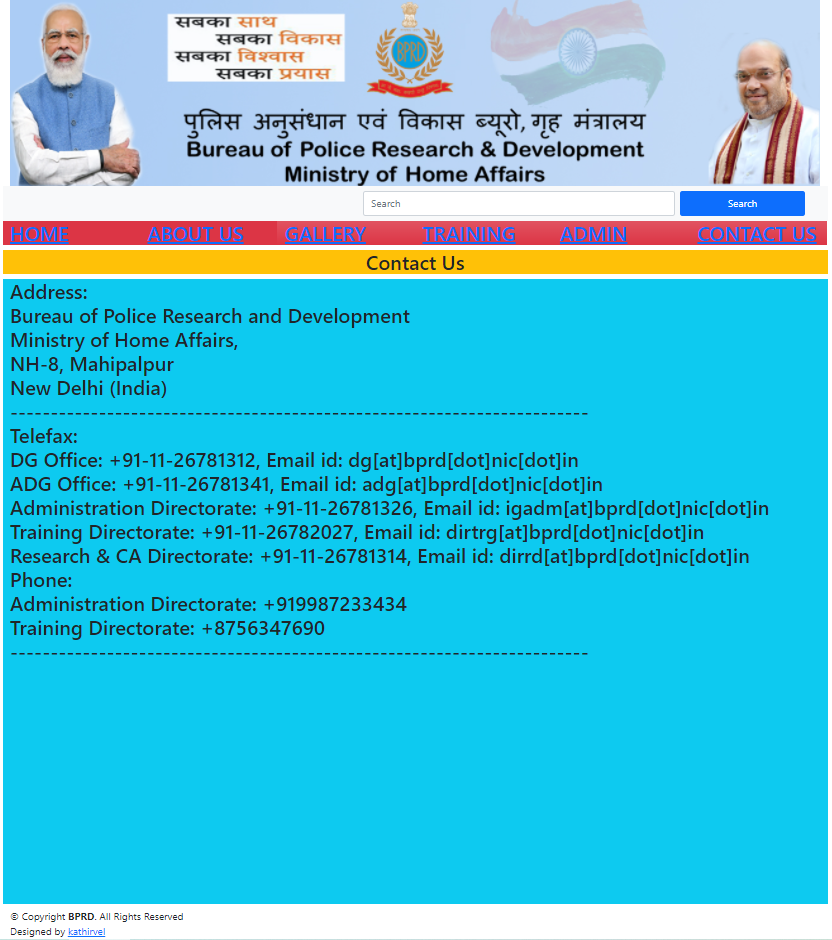 सबका साथ
सबका विकास
सबका विश्वास
सबका प्रयास
BPRD
पुलिस अनुसंधान एवं विकास ब्यूरो, गृह मंत्रालय
Bureau of Police Research & Development
Ministry of Home Affairs
Search Search
HOME ABOUT US GALLERY TRAINING ADMIN CONTACT US
Contact Us
Address:
Bureau of Police Research and Development
Ministry of Home Affairs,
NH-8, Mahipalpur
New Delhi (India)
------------------------------------------------------------------------
Telefax:
DG Office: +91-11-26781312, Email id: dg[at]bprd[dot]nic[dot]in
ADG Office: +91-11-26781341, Email id: adg[at]bprd[dot]nic[dot]in
Administration Directorate: +91-11-26781326, Email id: igadm[at]bprd[dot]nic[dot]in
Training Directorate: +91-11-26782027, Email id: dirtrg[at]bprd[dot]nic[dot]in
Research & CA Directorate: +91-11-26781314, Email id: dirrd[at]bprd[dot]nic[dot]in
Phone:
Administration Directorate: +919987233434
Training Directorate: +8756347690
------------------------------------------------------------------------
© Copyright BPRD. All Rights Reserved
Designed by kathirvel